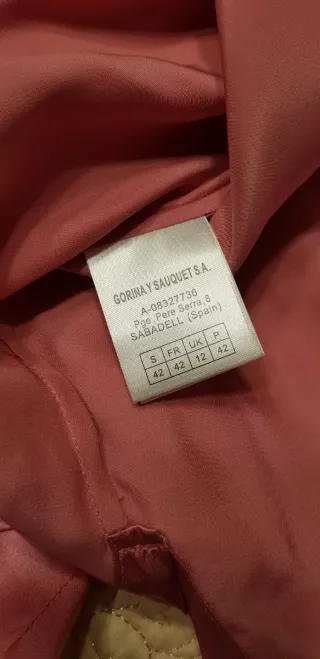 GORINA Y SAUQUET S.A.
A-08327736
Pge. Pere Serra, 8
SABADELL (Spain)
S FR UK P
42 42 12 42